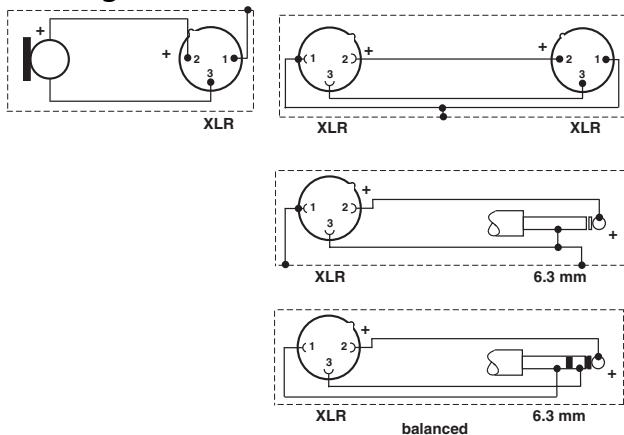 + + 2 1 3
XLR
1 2 + 3
+ 2 1 3
XLR XLR
1 2 + 3
+
XLR 6.3 mm
1 2 + 3
+
XLR 6.3 mm
balanced